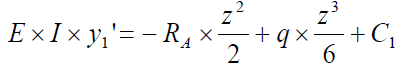 E × I × y₁' = − R_A × z²/2 + q × z³/6 + C₁